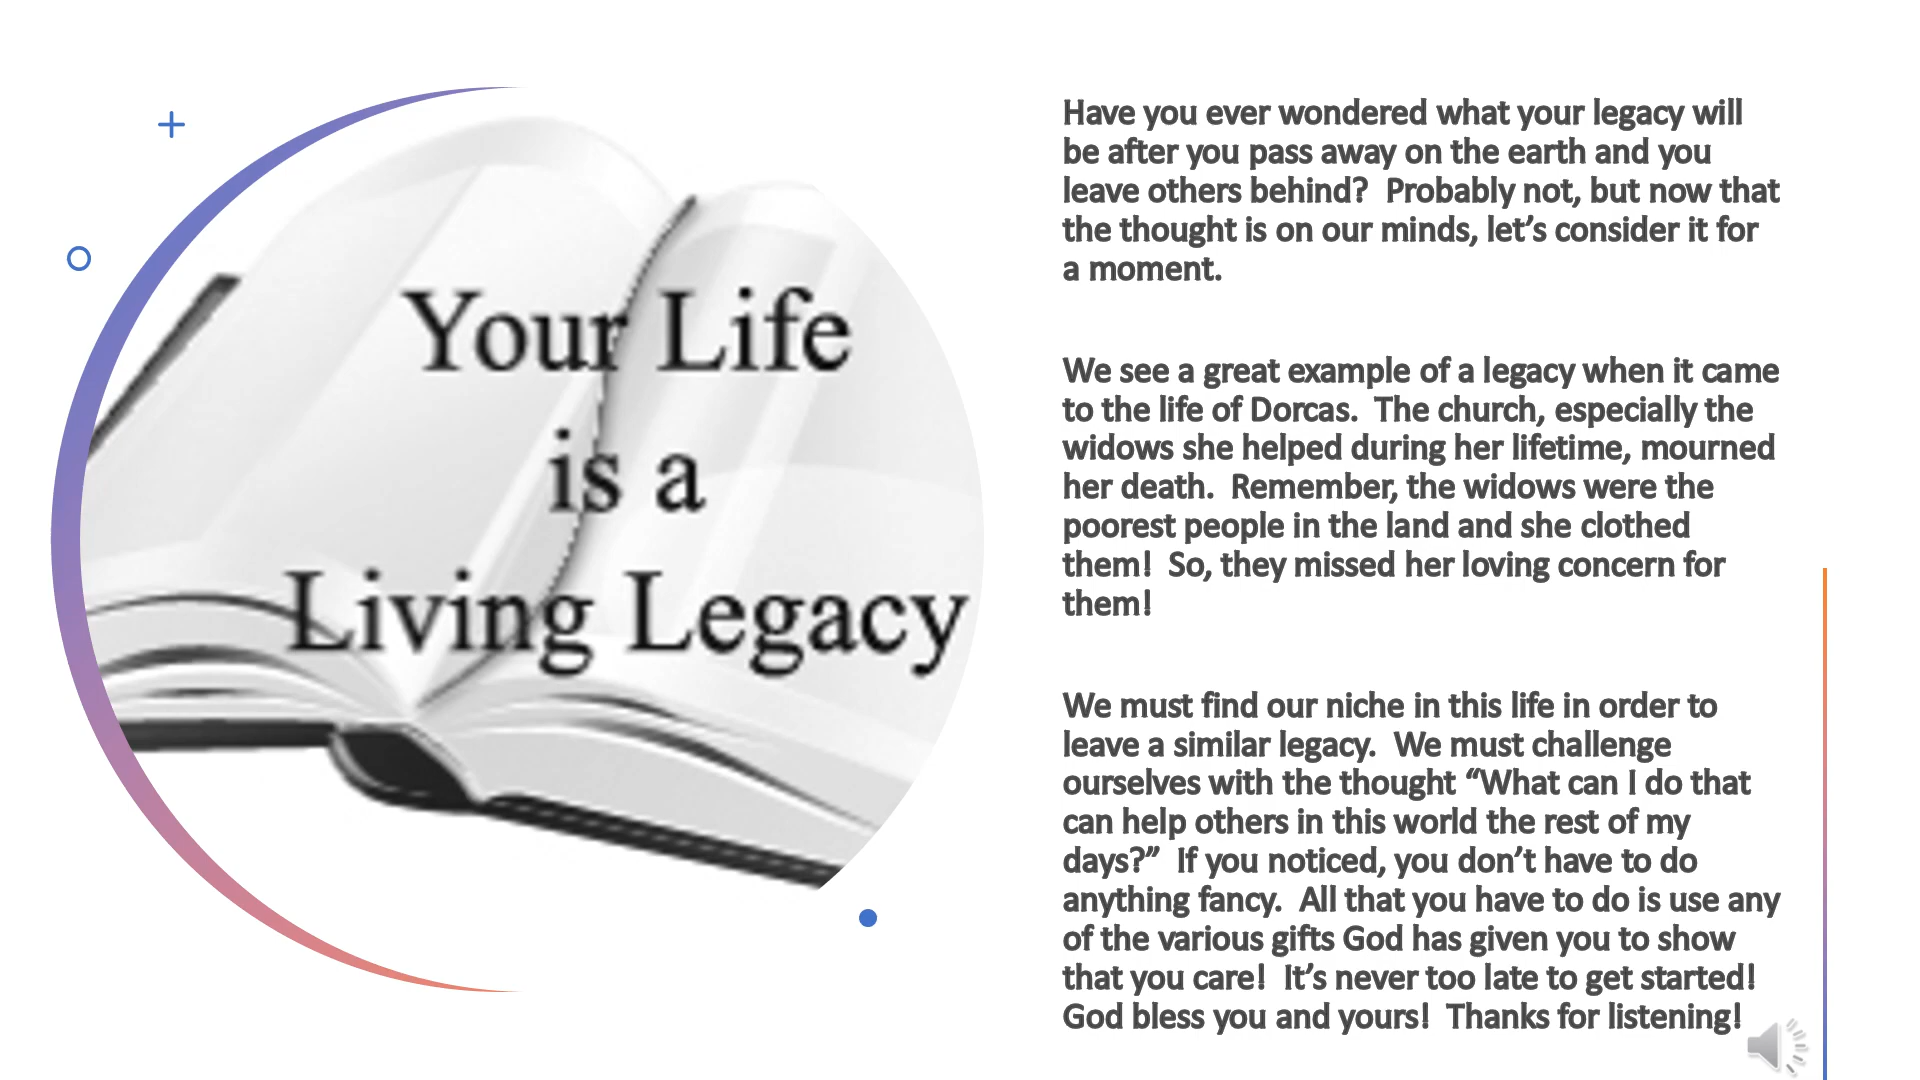 Your Life
is a
Living Legacy
Have you ever wondered what your legacy will
be after you pass away on the earth and you
leave others behind?  Probably not, but now that
the thought is on our minds, let’s consider it for
a moment.
We see a great example of a legacy when it came
to the life of Dorcas.  The church, especially the
widows she helped during her lifetime, mourned
her death.  Remember, the widows were the
poorest people in the land and she clothed
them!  So, they missed her loving concern for
them!
We must find our niche in this life in order to
leave a similar legacy.  We must challenge
ourselves with the thought “What can I do that
can help others in this world the rest of my
days?”  If you noticed, you don’t have to do
anything fancy.  All that you have to do is use any
of the various gifts God has given you to show
that you care!  It’s never too late to get started!
God bless you and yours!  Thanks for listening!